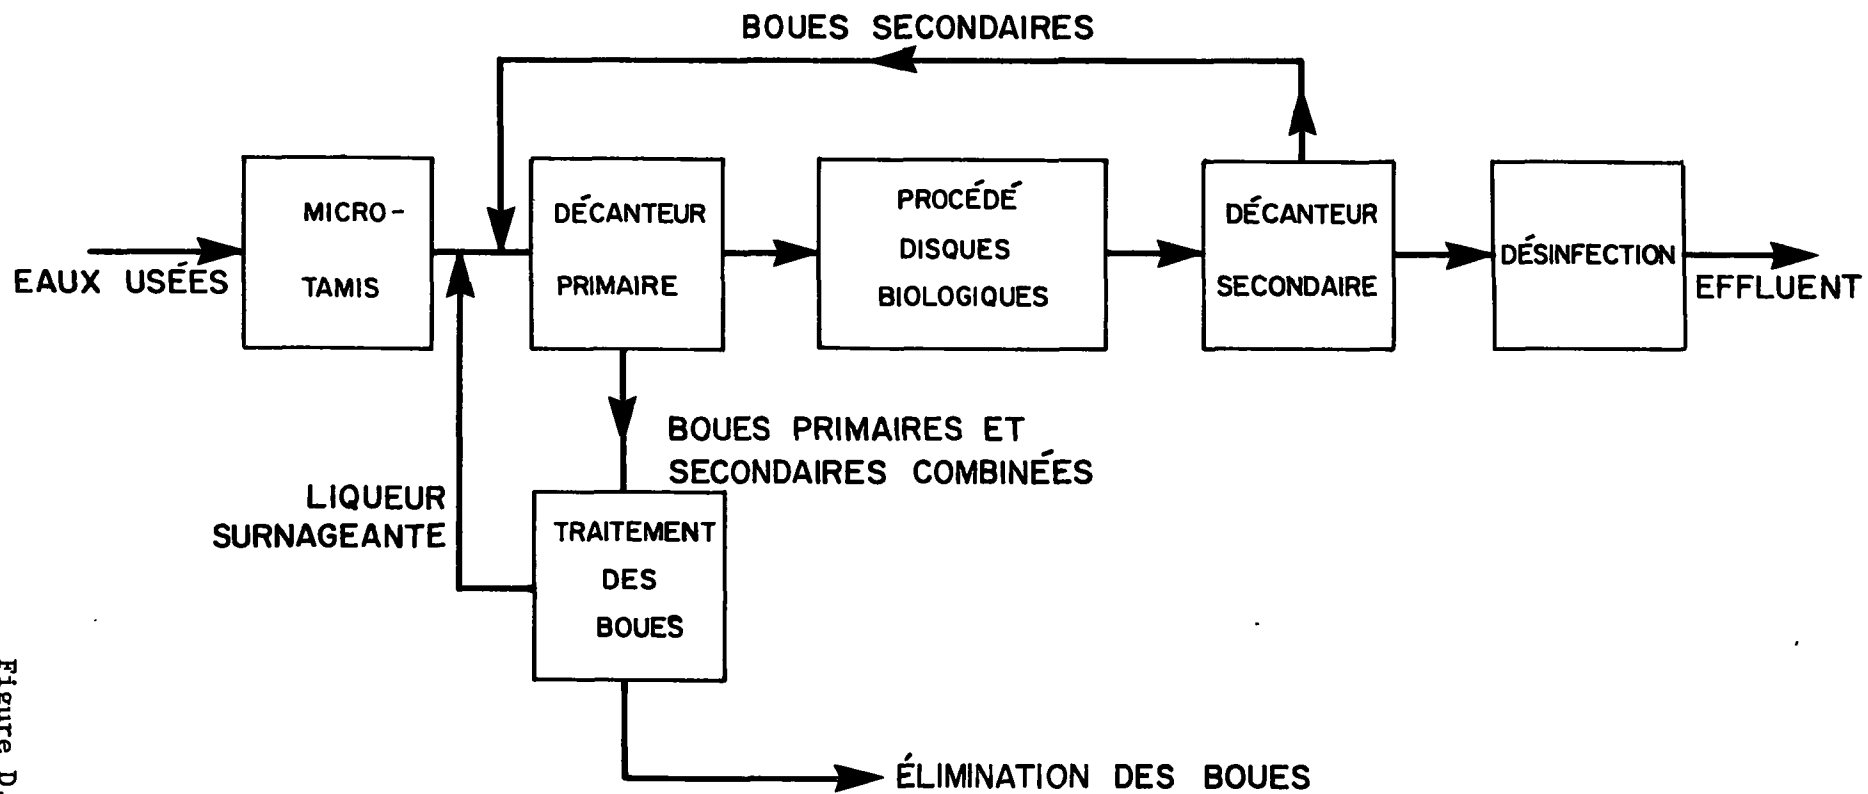 BOUES SECONDAIRES
MICRO-
TAMIS
DÉCANTEUR
PRIMAIRE
PROCÉDÉ
DISQUES
BIOLOGIQUES
DÉCANTEUR
SECONDAIRE
DÉSINFECTION
EAUX USÉES
EFFLUENT
BOUES PRIMAIRES ET
SECONDAIRES COMBINÉES
LIQUEUR
SURNAGEANTE
TRAITEMENT
DES
BOUES
ÉLIMINATION DES BOUES
Figure